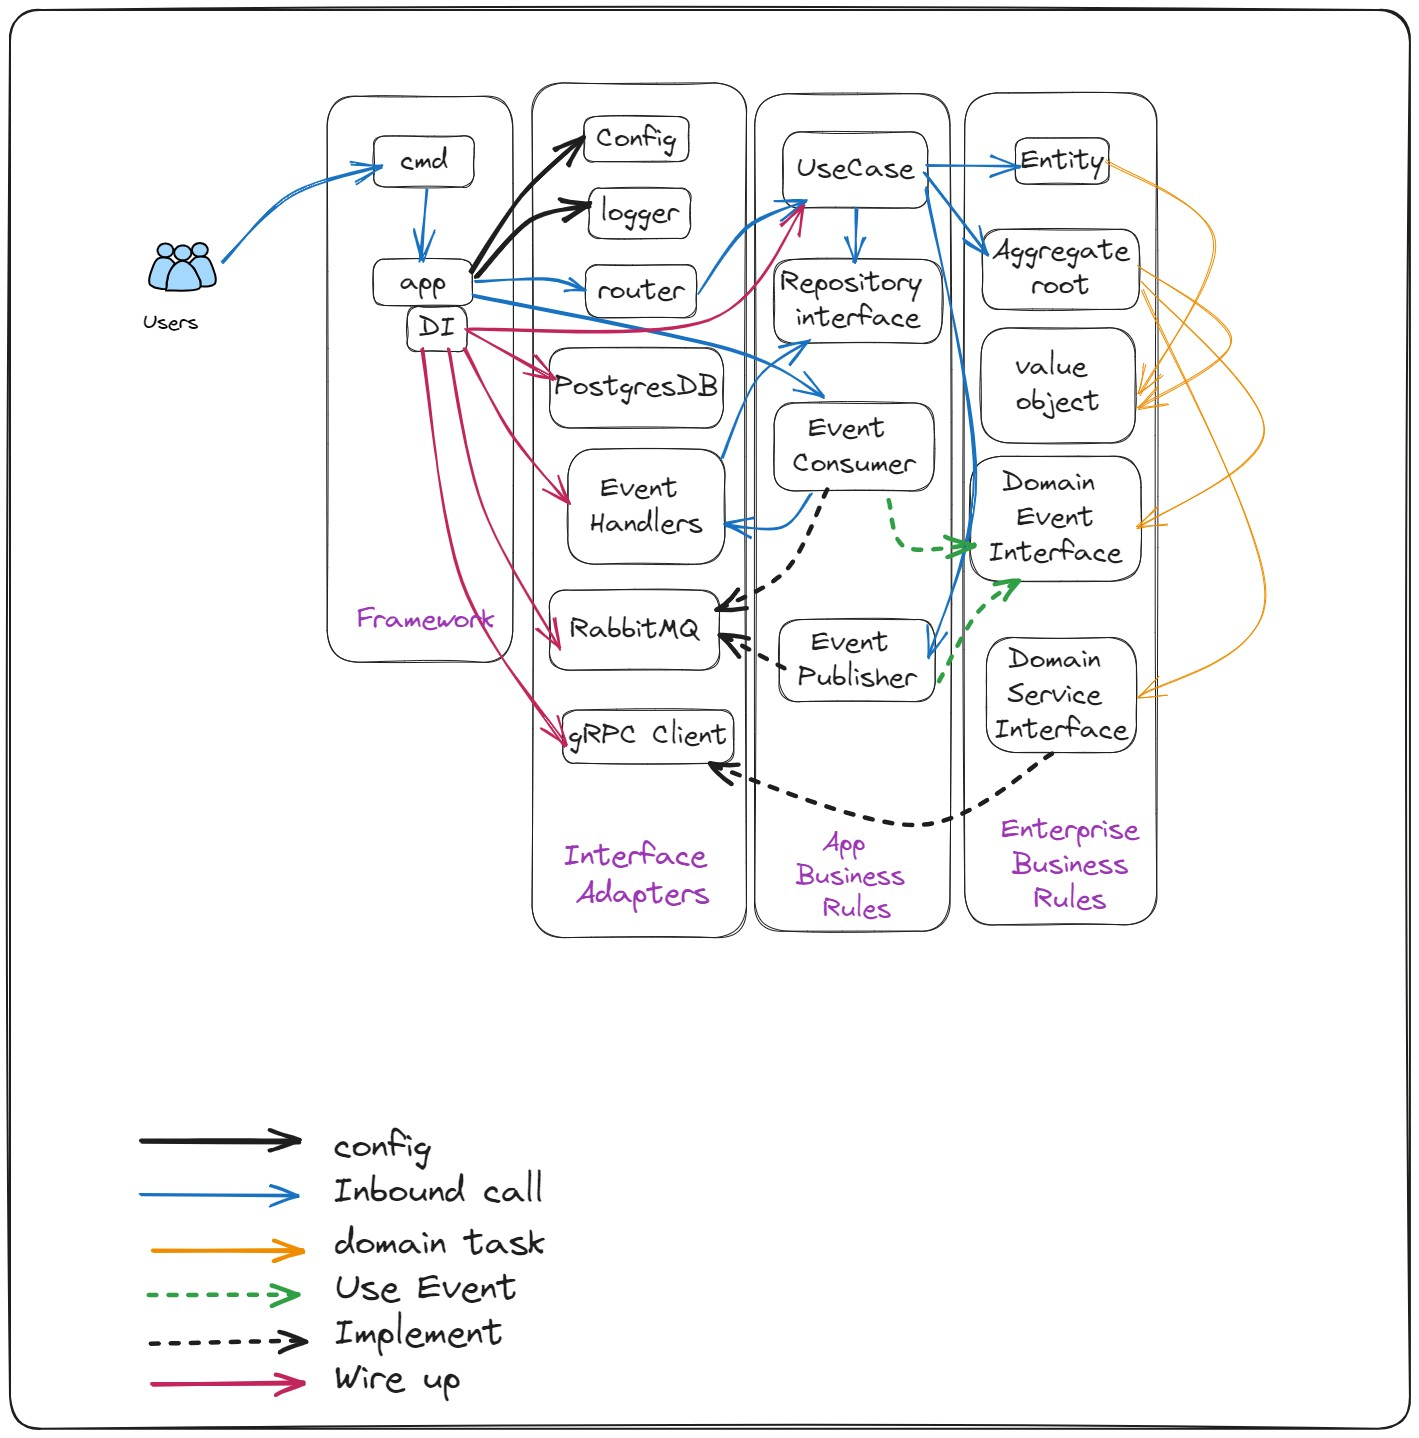 Users
cmd
app
DI
Framework
Config
logger
router
PostgresDB
Event
Handlers
RabbitMQ
gRPC Client
Interface
Adapters
UseCase
Repository
interface
Event
Consumer
Event
Publisher
App
Business
Rules
Entity
Aggregate
root
value
object
Domain
Event
Interface
Domain
Service
Interface
Enterprise
Business
Rules
config
Inbound call
domain task
Use Event
Implement
Wire up